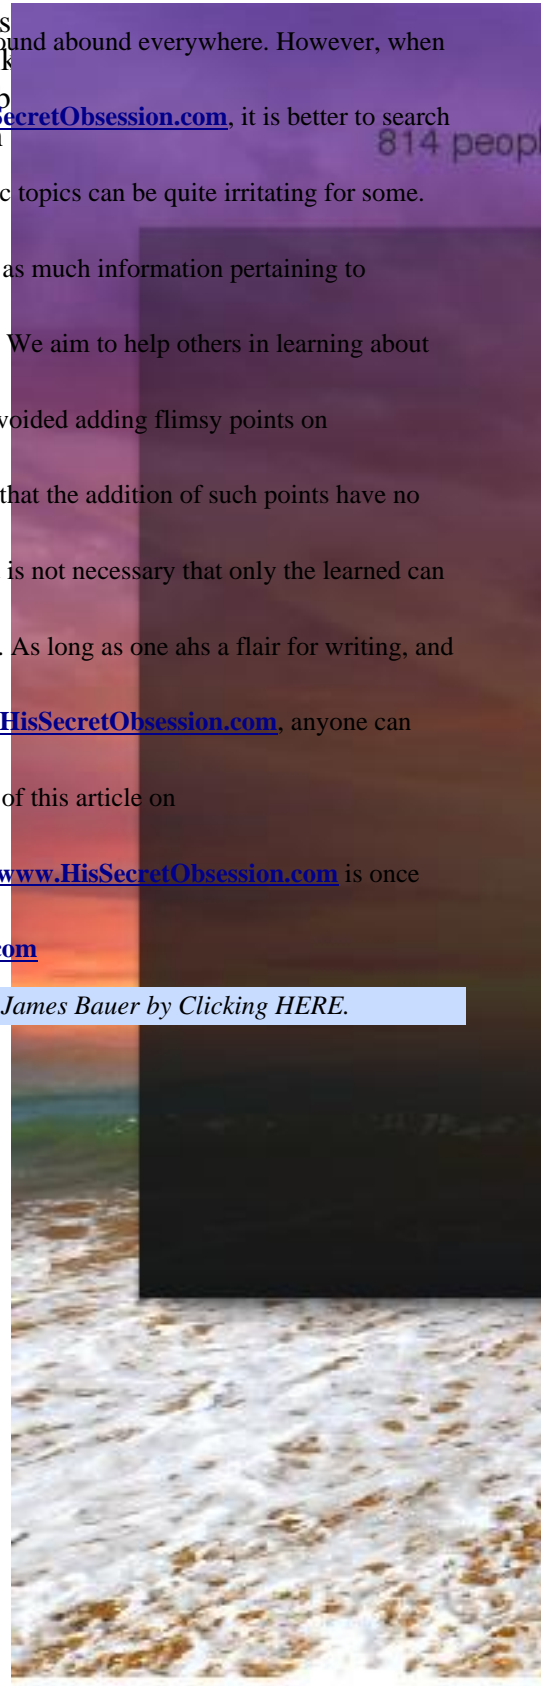 s
ound abound everywhere. However, when
k
p
SecretObsession.com, it is better to search
814 peopl
c topics can be quite irritating for some.
as much information pertaining to
We aim to help others in learning about
voided adding flimsy points on
that the addition of such points have no
is not necessary that only the learned can
. As long as one ahs a flair for writing, and
HisSecretObsession.com, anyone can
of this article on
www.HisSecretObsession.com is once
com
James Bauer by Clicking HERE.